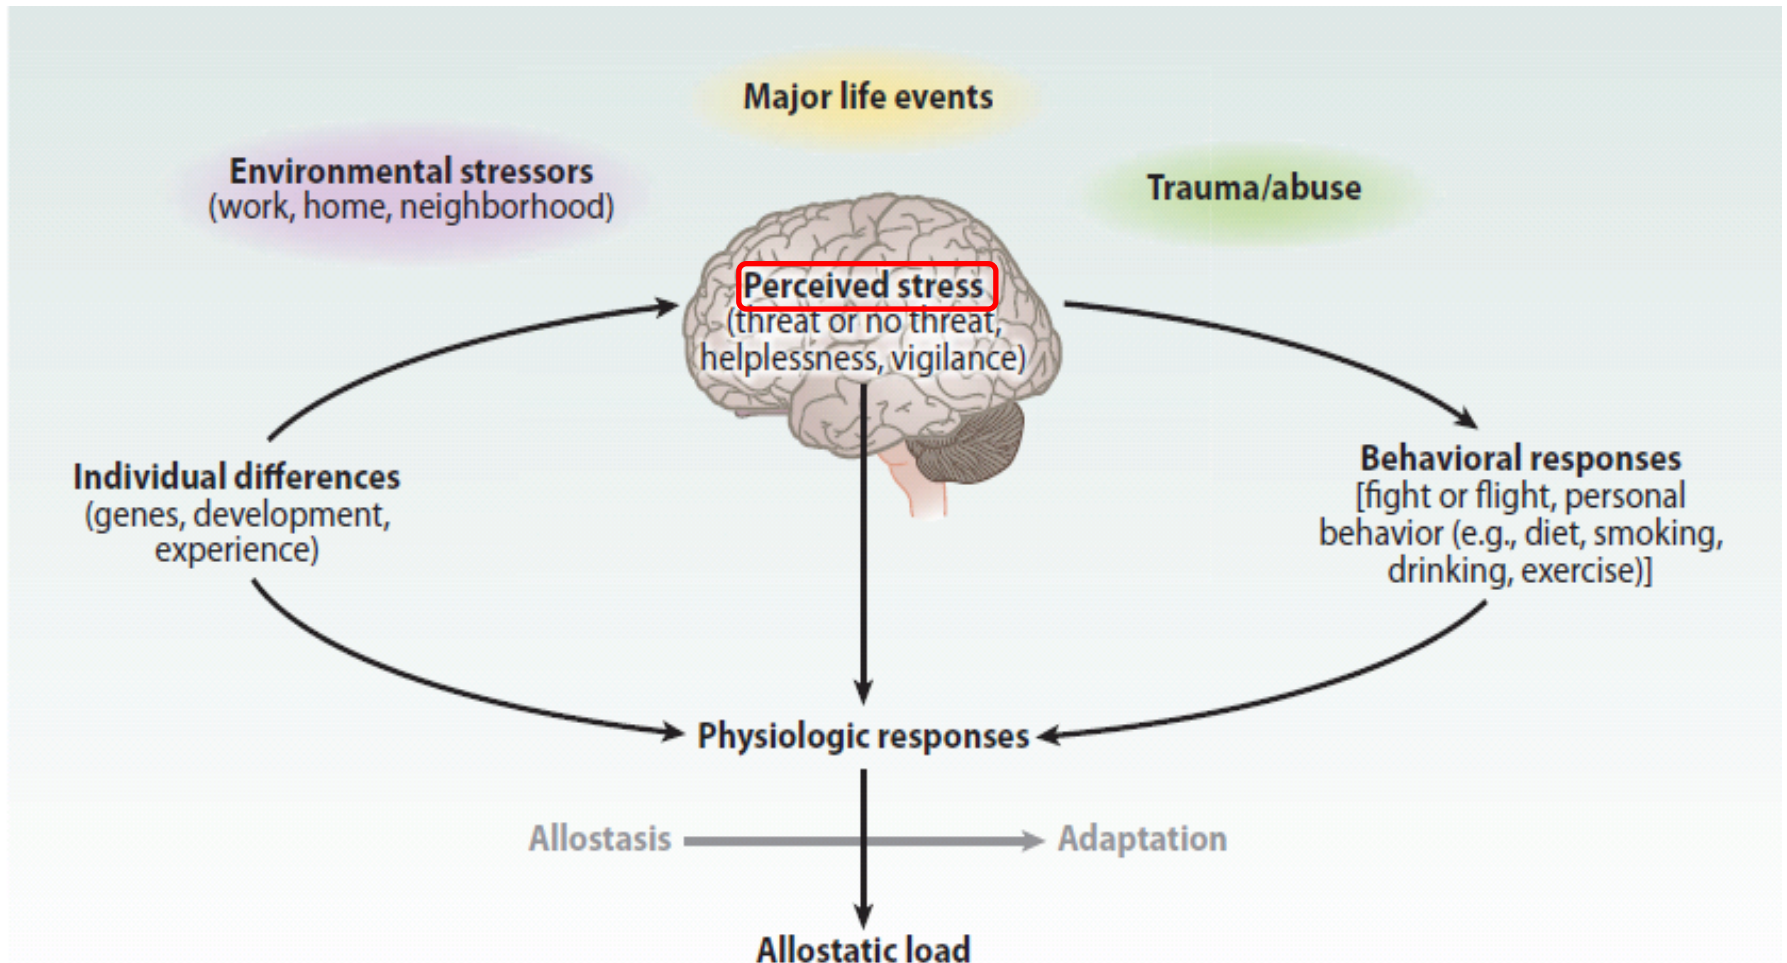 Major life events
Environmental stressors
(work, home, neighborhood)
Trauma/abuse
Perceived stress
(threat or no threat,
helplessness, vigilance)
Individual differences
(genes, development,
experience)
Behavioral responses
[fight or flight, personal
behavior (e.g., diet, smoking,
drinking, exercise)]
Physiologic responses
Allostasis
Adaptation
Allostatic load